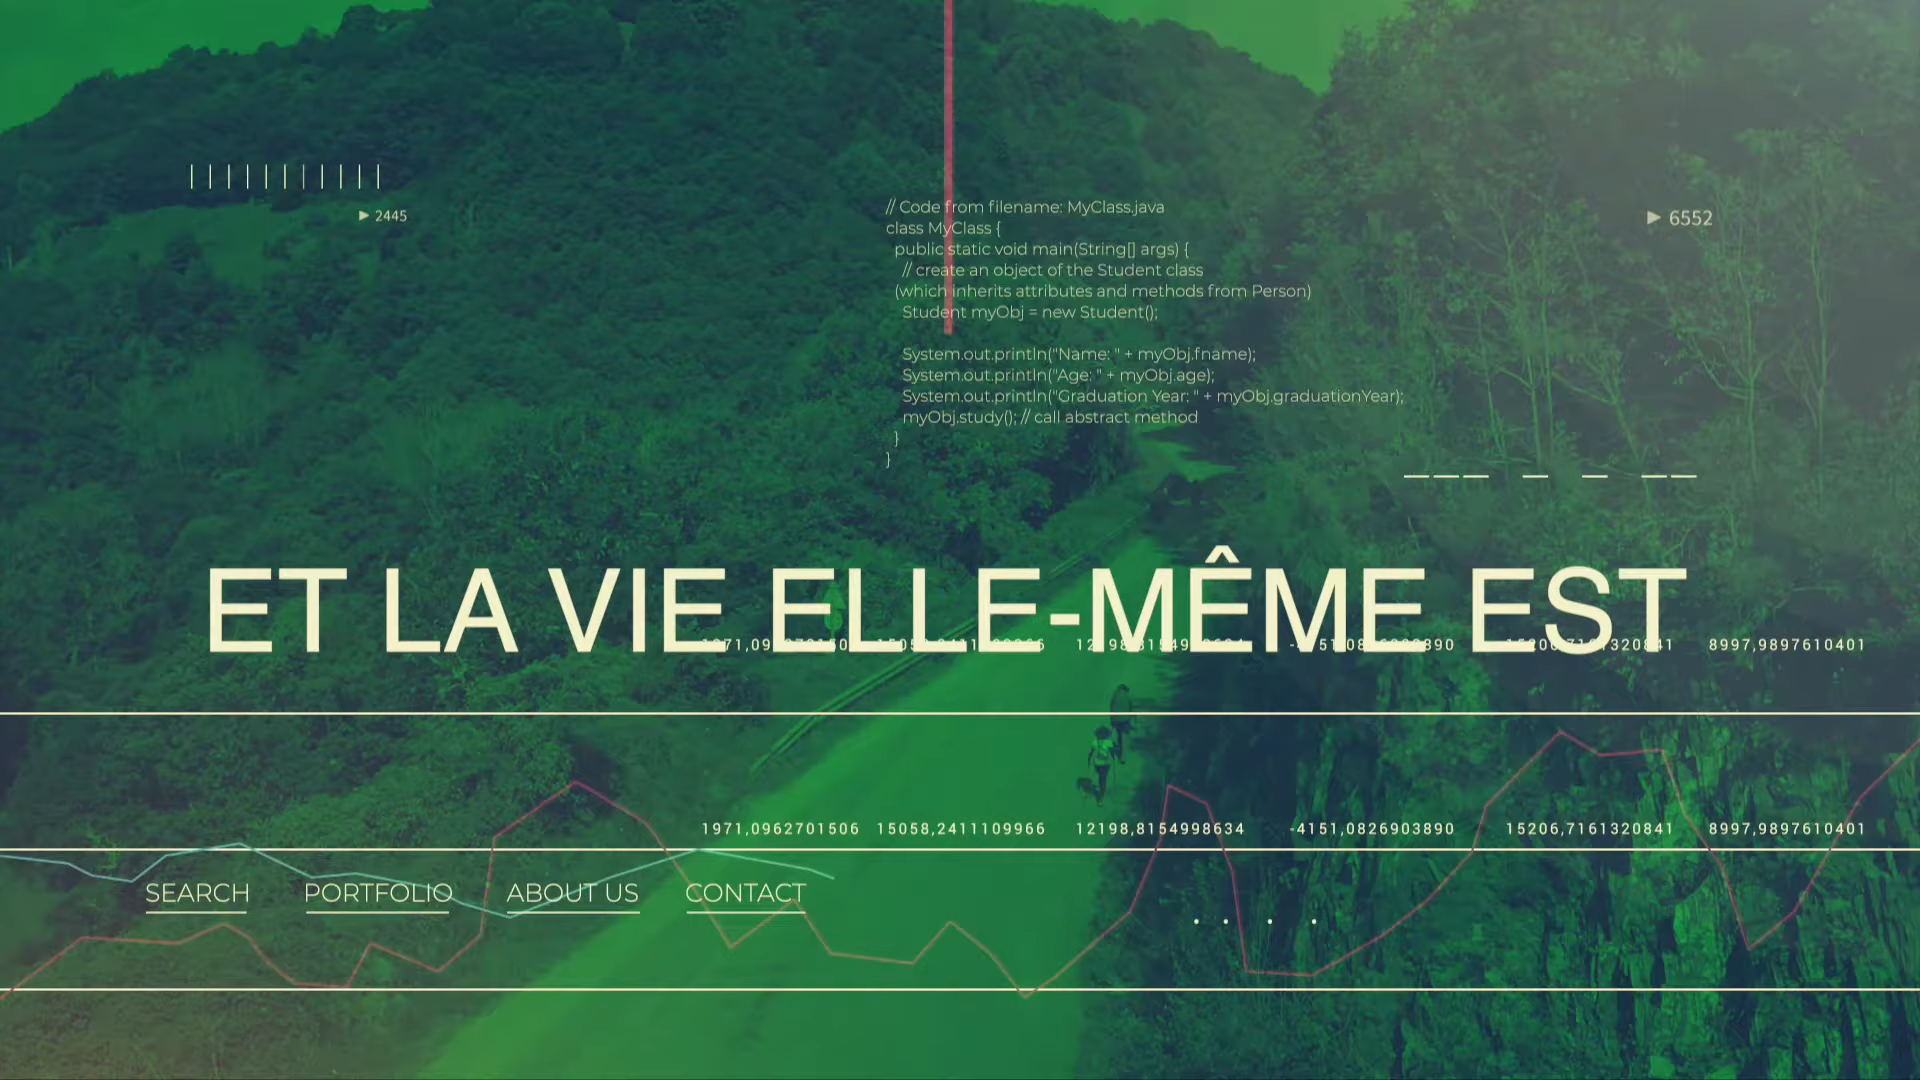 2445
6552
// Code from filename: MyClass.java
class MyClass {
public static void main(String[] args) {
// create an object of the Student class
(which inherits attributes and methods from Person)
Student myObj = new Student();
System.out.println("Name: " + myObj.fname);
System.out.println("Age: " + myObj.age);
System.out.println("Graduation Year: " + myObj.graduationYear);
myObj.study(); // call abstract method
}
}
ET LA VIE ELLE-MÊME EST
8997,9897610401
1971,0962701506 15058,2411109966 12198,8154998634 -4151,0826903890 15206,7161320841 8997,9897610401
SEARCH PORTFOLIO ABOUT US CONTACT